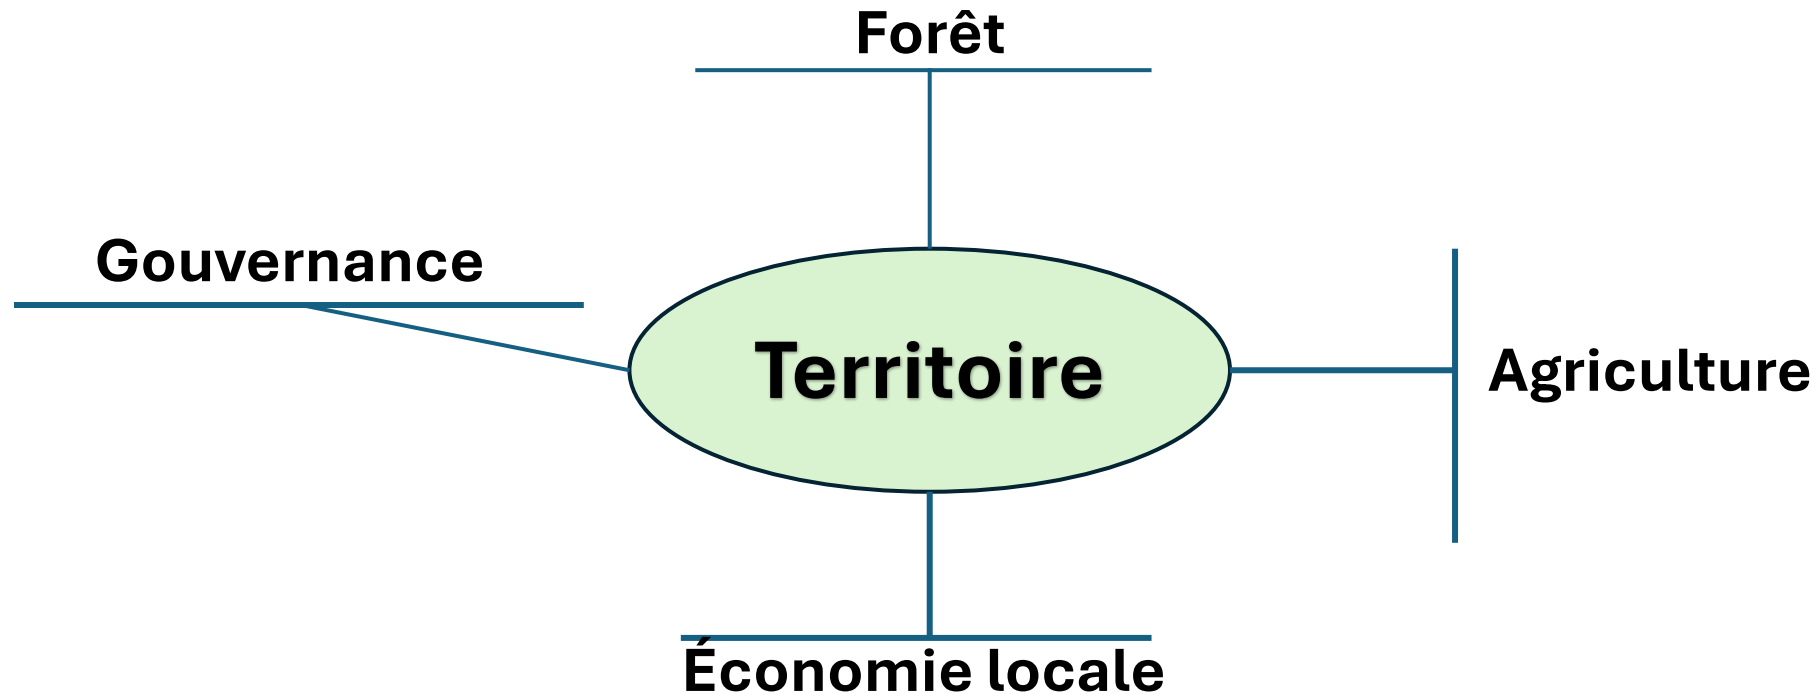 Forêt
Gouvernance
Territoire
Agriculture
Économie locale